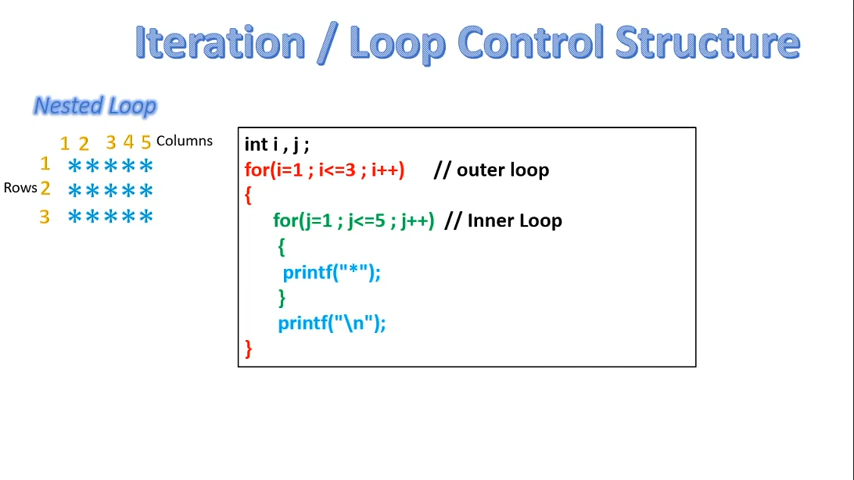 Iteration / Loop Control Structure
Nested Loop
1 2 3 4 5 Columns
1 *****
Rows 2 *****
3 *****
int i , j ;
for(i=1 ; i<=3 ; i++) // outer loop
{
for(j=1 ; j<=5 ; j++) // Inner Loop
{
printf("*");
}
printf("\n");
}